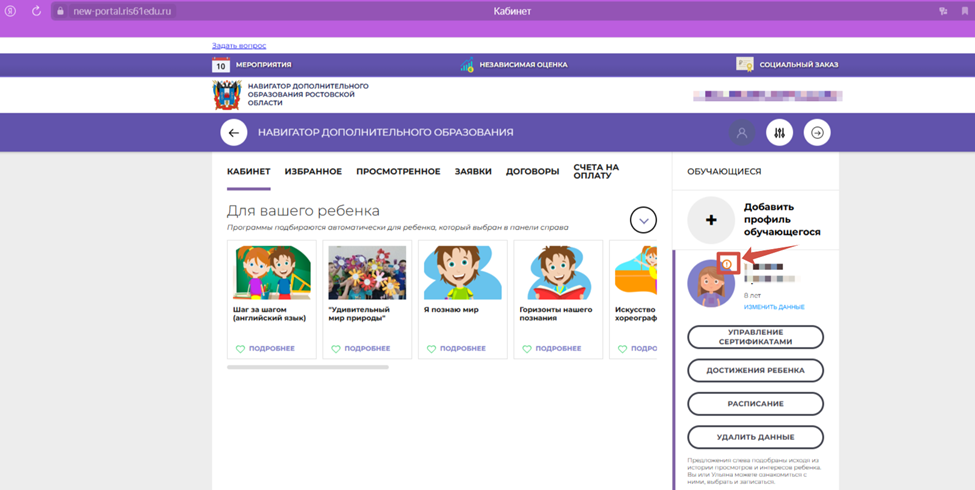 new-portal.ris61edu.ru
Кабинет
Задать вопрос
10 МЕРОПРИЯТИЯ
НЕЗАВИСИМАЯ ОЦЕНКА
СОЦИАЛЬНЫЙ ЗАКАЗ
НАВИГАТОР ДОПОЛНИТЕЛЬНОГО
ОБРАЗОВАНИЯ РОСТОВСКОЙ
ОБЛАСТИ
НАВИГАТОР ДОПОЛНИТЕЛЬНОГО ОБРАЗОВАНИЯ
КАБИНЕТ
ИЗБРАННОЕ
ПРОСМОТРЕННОЕ
ЗАЯВКИ
ДОГОВОРЫ
СЧЕТА НА
ОПЛАТУ
Для вашего ребенка
Программы подбираются автоматически для ребенка, который выбран в панели справа
Шаг за шагом
(английский язык)
ПОДРОБНЕЕ
"Удивительный
мир природы"
ПОДРОБНЕЕ
Я познаю мир
ПОДРОБНЕЕ
Горизонты нашего
познания
ПОДРОБНЕЕ
Искусство
хореограф
ПОДРО
ОБУЧАЮЩИЕСЯ
Добавить
профиль
обучающегося
8 лет
ИЗМЕНИТЬ ДАННЫЕ
УПРАВЛЕНИЕ
СЕРТИФИКАТАМИ
ДОСТИЖЕНИЯ РЕБЕНКА
РАСПИСАНИЕ
УДАЛИТЬ ДАННЫЕ
Предложения слева подобраны исходя из
истории просмотров и интересов ребенка.
Вы или Ульяна можете ознакомиться с
ними, выбрать и записаться.